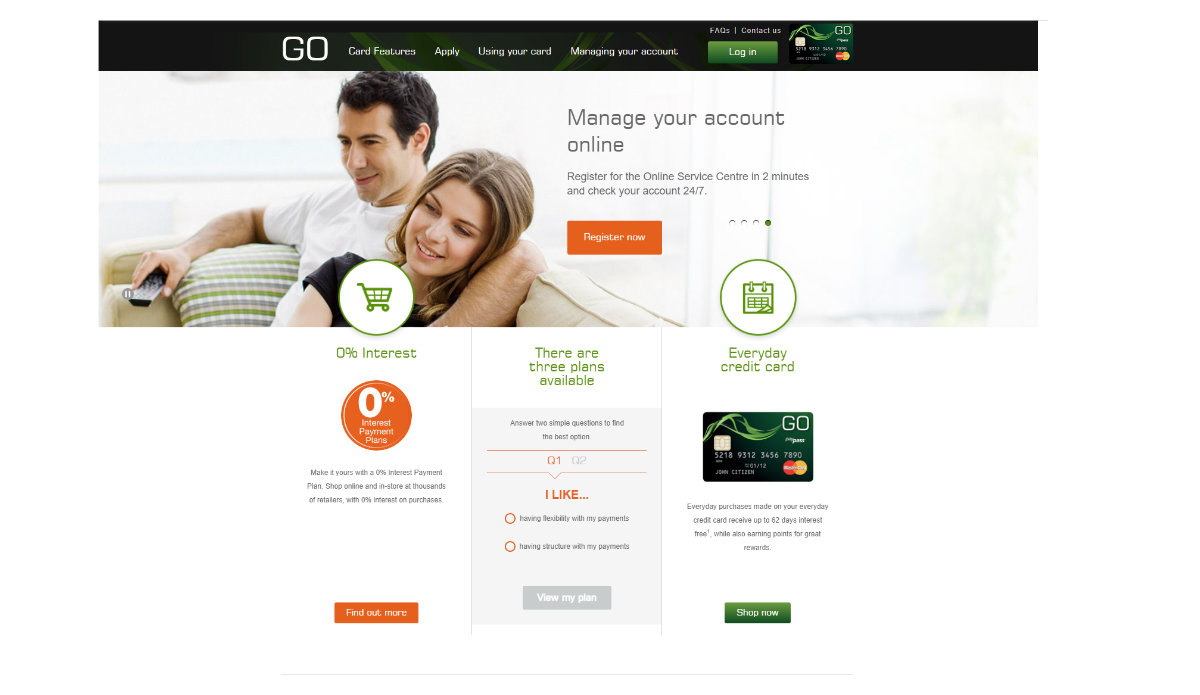 FAQs | Contact us
GO
Card Features
Apply
Using your card
Managing your account
Log in
GO
5218 9312 3456 7890
JOHN CITIZEN
MasterCard
Manage your account
online
Register for the Online Service Centre in 2 minutes
and check your account 24/7.
Register now
0% Interest
0%
Interest
Payment
Plans
Make it yours with a 0% Interest Payment
Plan. Shop online and in-store at thousands
of retailers, with 0% interest on purchases.
Find out more
There are
three plans
available
Answer two simple questions to find
the best option
Q1 Q2
I LIKE...
having flexibility with my payments
having structure with my payments
View my plan
Everyday
credit card
GO
paypass
5218 9312 3456 7890
01/12
JOHN CITIZEN
MasterCard
Everyday purchases made on your everyday
credit card receive up to 62 days interest
free¹, while also earning points for great
rewards.
Shop now